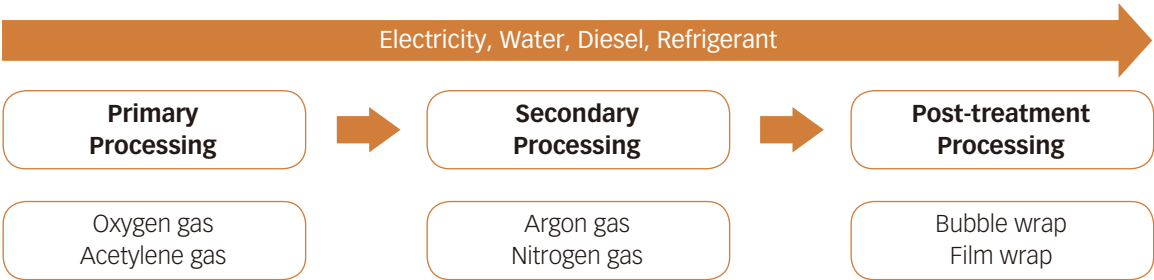 Electricity, Water, Diesel, Refrigerant
Primary
Processing
Secondary
Processing
Post-treatment
Processing
Oxygen gas
Acetylene gas
Argon gas
Nitrogen gas
Bubble wrap
Film wrap